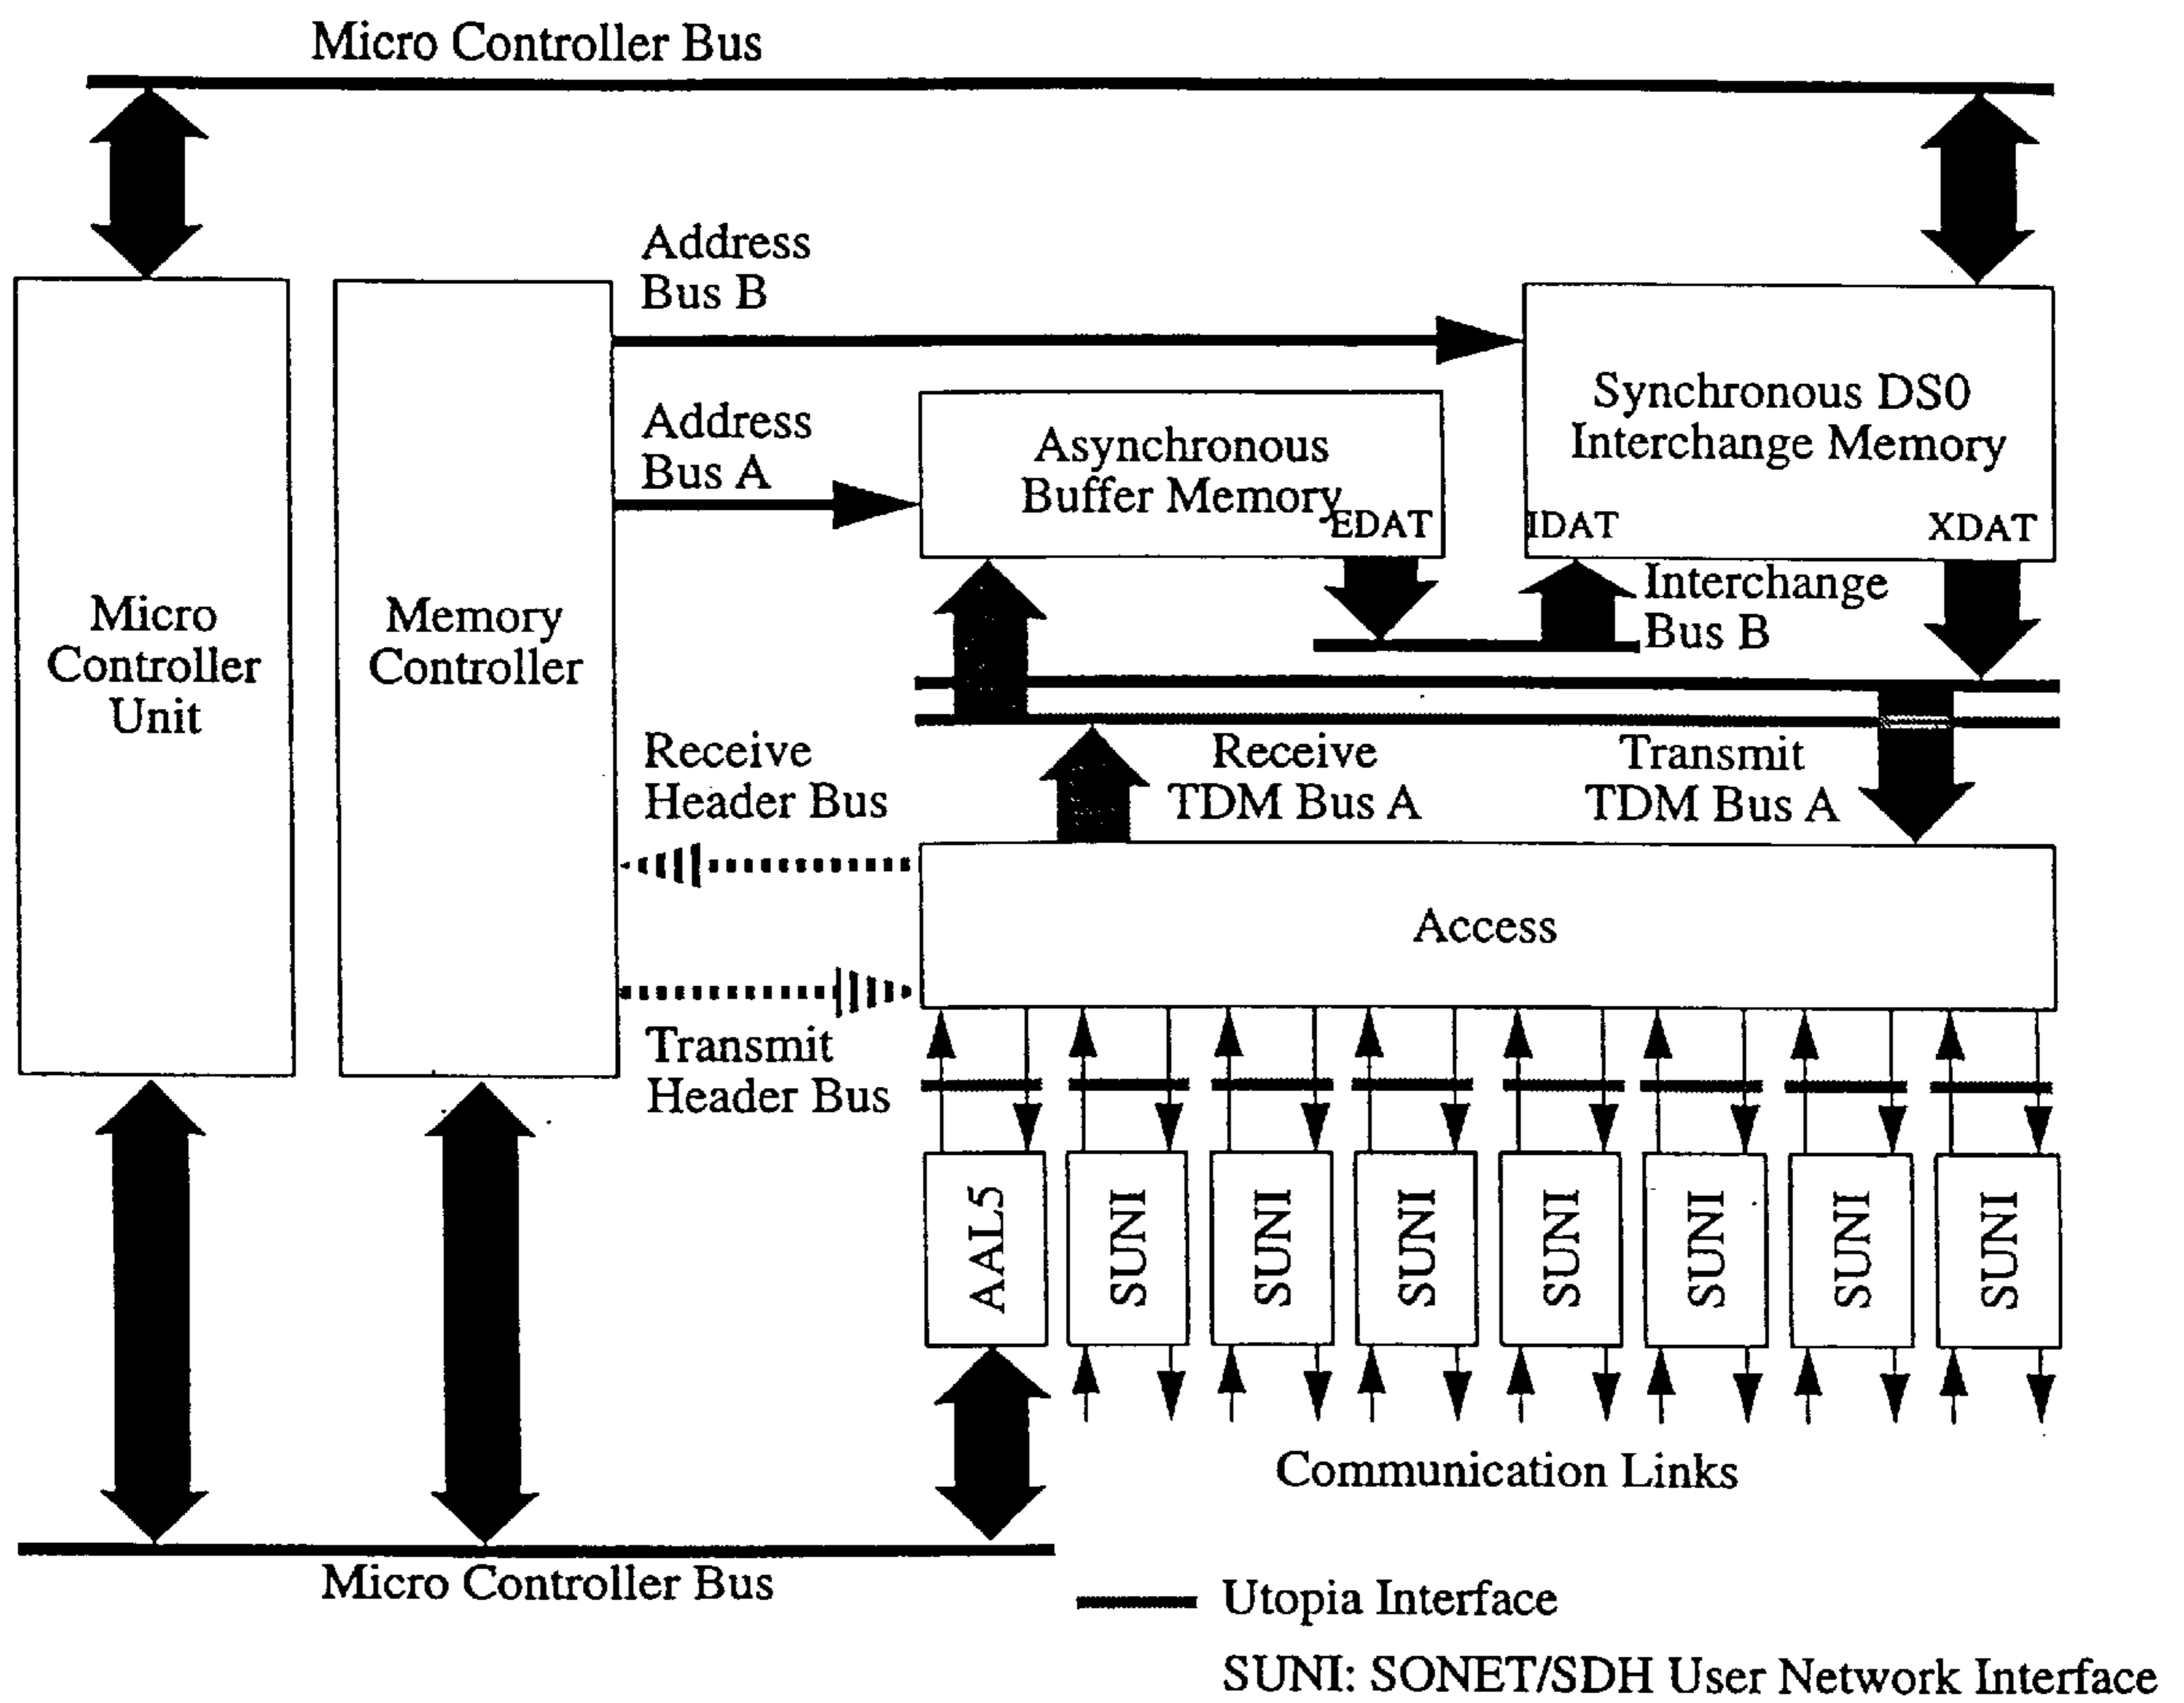 Micro Controller Bus
Address
Bus B
Address
Bus A
Synchronous DS0
Interchange Memory
Asynchronous
Buffer Memory
EDAT
IDAT
XDAT
Interchange
Bus B
Micro
Controller
Unit
Memory
Controller
Receive
Header Bus
Receive
TDM Bus A
Transmit
TDM Bus A
Access
Transmit
Header Bus
AAL5
SUNI
SUNI
SUNI
SUNI
SUNI
SUNI
SUNI
Communication Links
Micro Controller Bus
Utopia Interface
SUNI: SONET/SDH User Network Interface